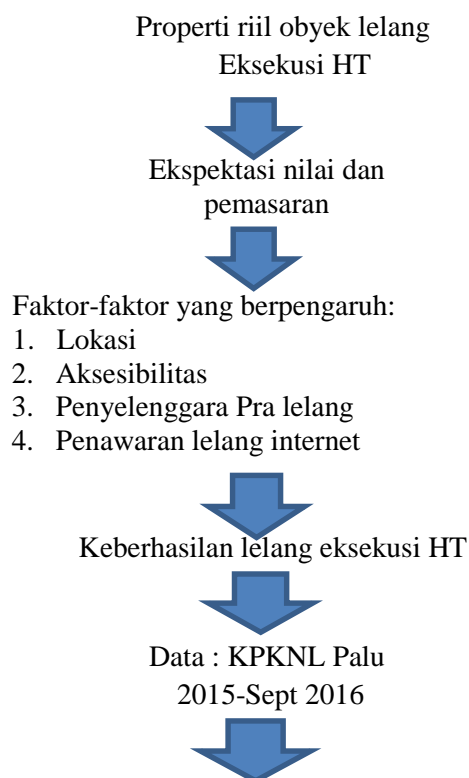 Properti riil obyek lelang
Eksekusi HT
Ekspektasi nilai dan
pemasaran
Faktor-faktor yang berpengaruh:
1. Lokasi
2. Aksesibilitas
3. Penyelenggara Pra lelang
4. Penawaran lelang internet
Keberhasilan lelang eksekusi HT
Data : KPKNL Palu
2015-Sept 2016